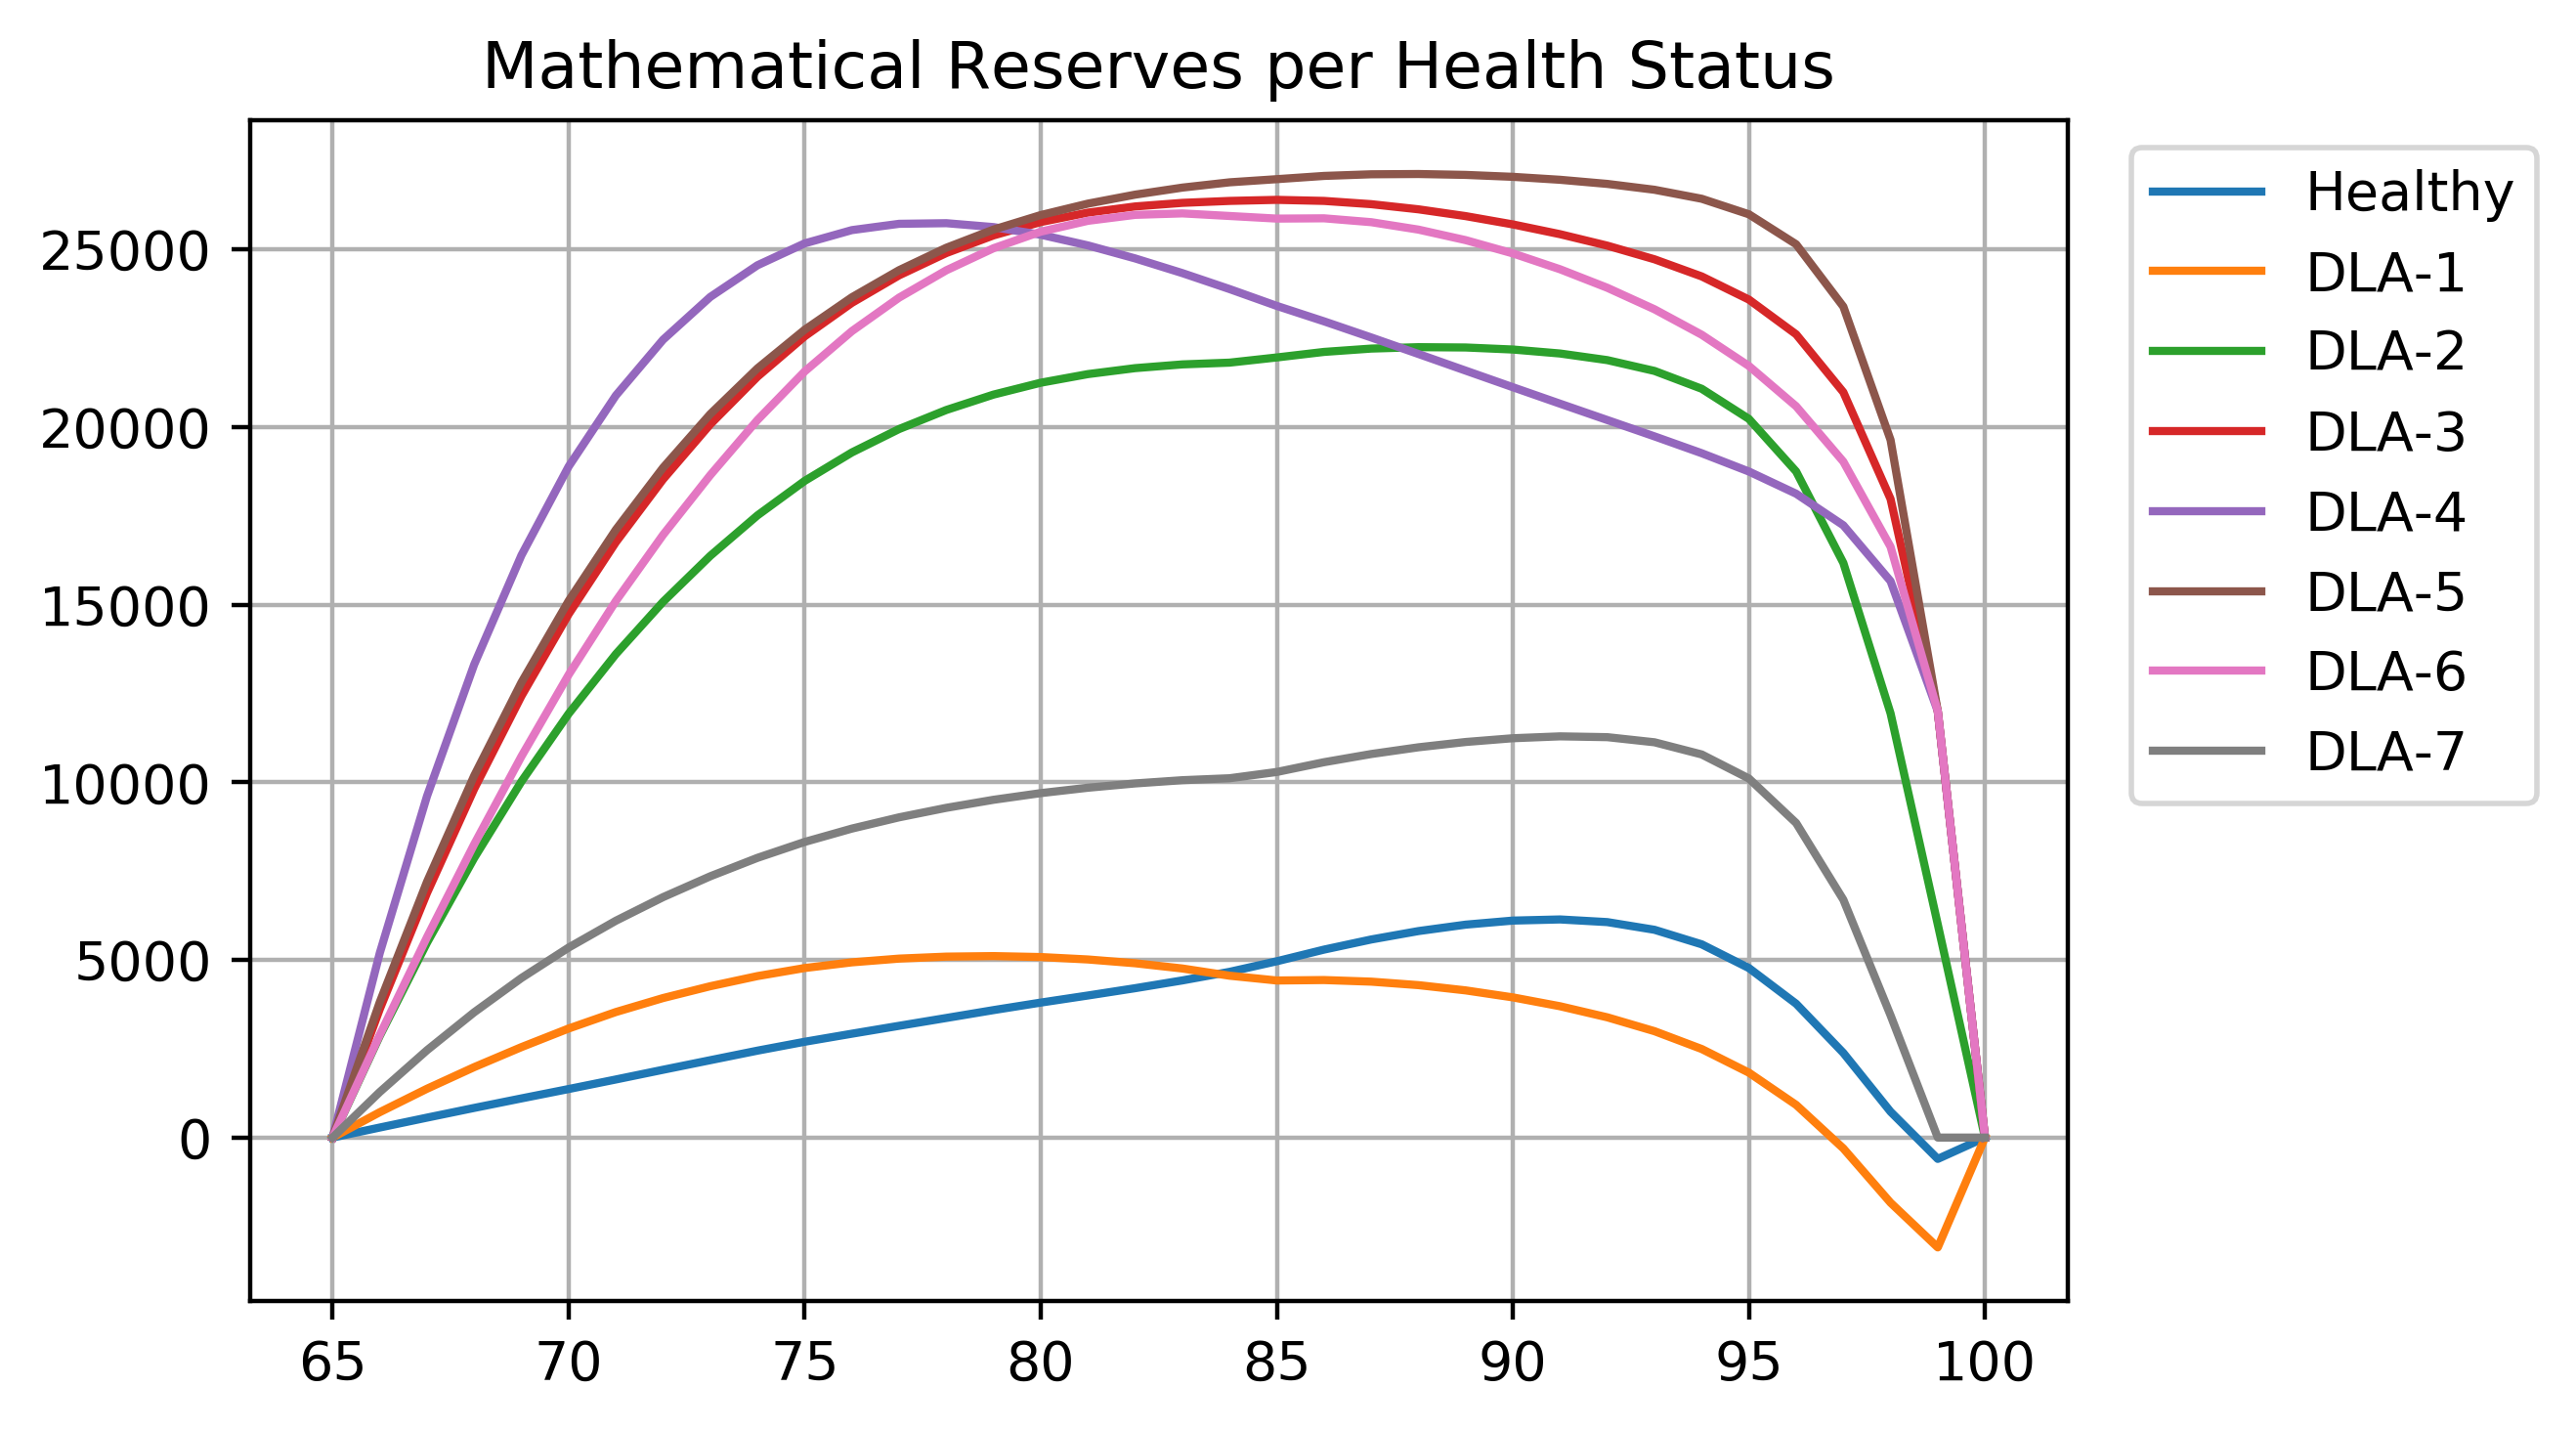 Mathematical Reserves per Health Status
25000
20000
15000
10000
5000
0
65 70 75 80 85 90 95 100
Healthy
DLA-1
DLA-2
DLA-3
DLA-4
DLA-5
DLA-6
DLA-7